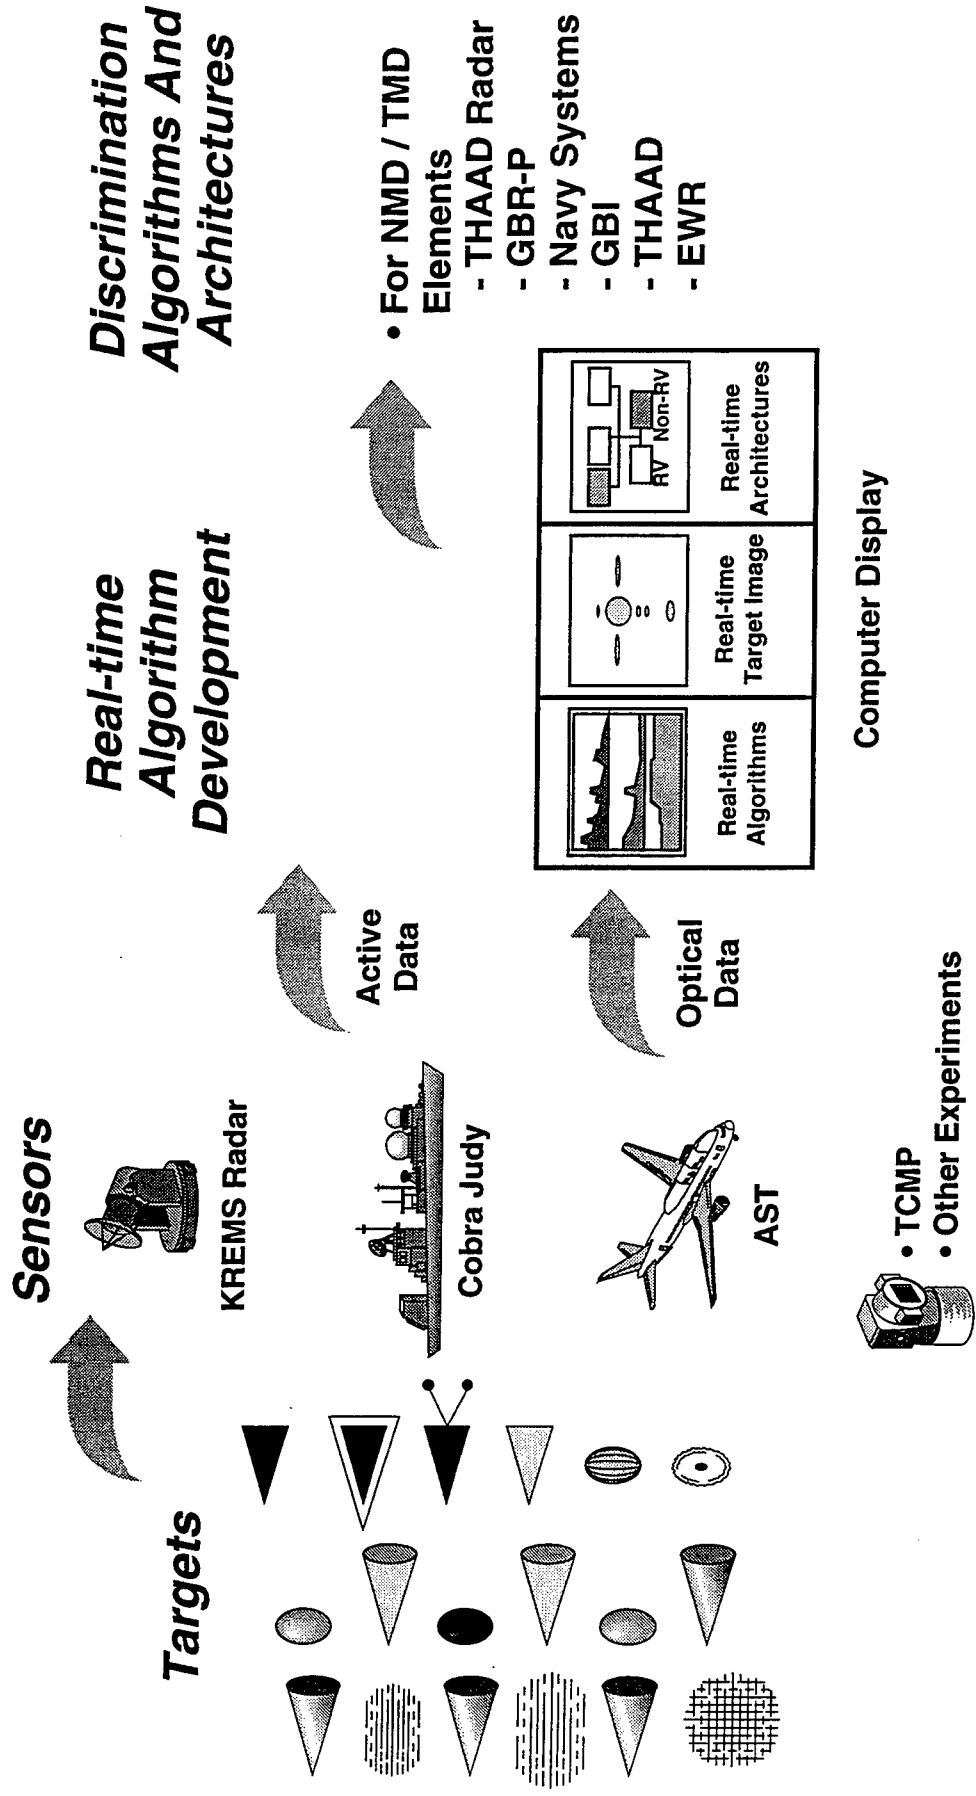 Targets
Sensors
KREMS Radar
Cobra Judy
AST
• TCMP
• Other Experiments
Active
Data
Optical
Data
Real-time
Algorithm
Development
Real-time
Algorithms
Real-time
Target Image
RV Non-RV
Real-time
Architectures
Computer Display
Discrimination
Algorithms And
Architectures
• For NMD / TMD
Elements
- THAAD Radar
- GBR-P
- Navy Systems
- GBI
- THAAD
- EWR